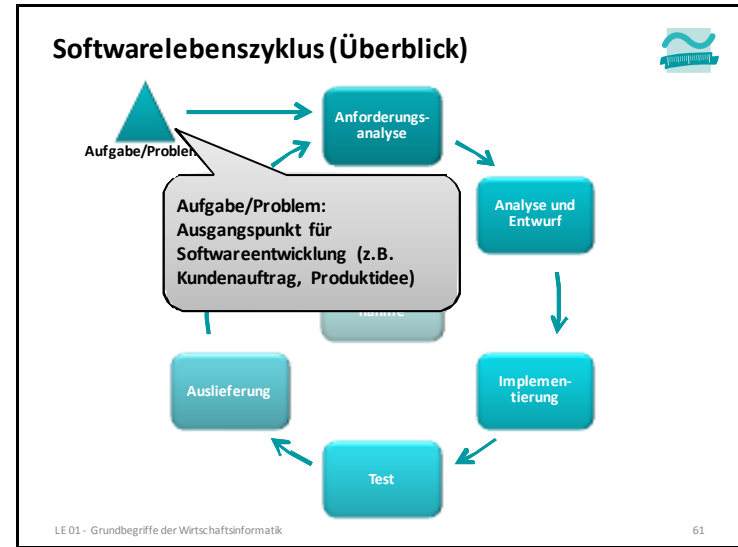 Softwarelebenszyklus (Überblick)
Anforderungs-
analyse
Aufgabe/Problem
Aufgabe/Problem:
Ausgangspunkt für
Softwareentwicklung (z.B.
Kundenauftrag, Produktidee)
Analyse und
Entwurf
Auslieferung
Implemen-
tierung
Test
LE 01 - Grundbegriffe der Wirtschaftsinformatik
61